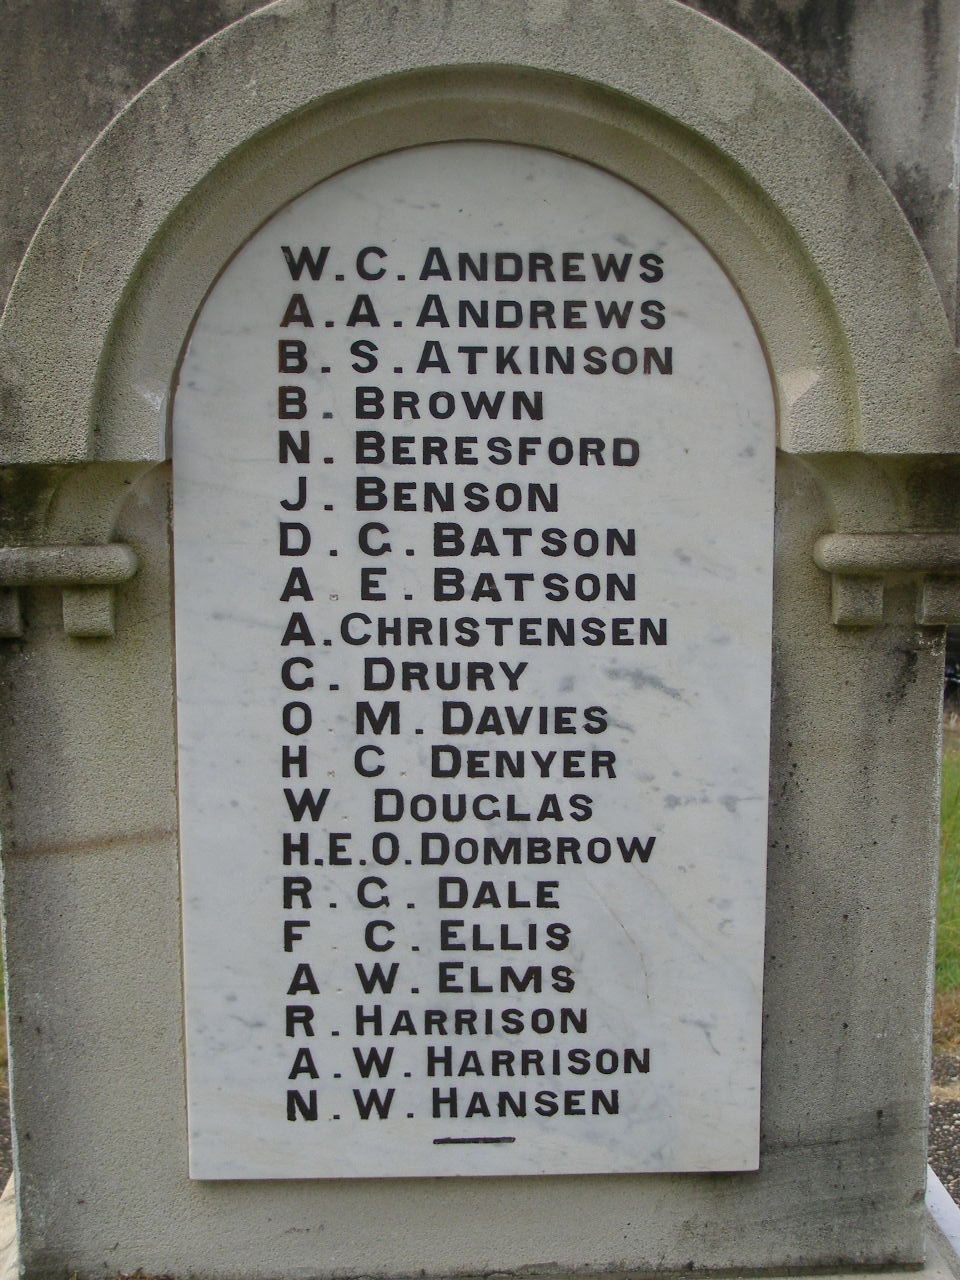 W. C. ANDREWS
A. A. ANDREWS
B. S. ATKINSON
B. BROWN
N. BERESFORD
J. BENSON
D. C. BATSON
A E. BATSON
A. CHRISTENSEN
G. DRURY
O M. DAVIES
H C DENYER
W DOUGLAS
H.E.O. DOMBROW
R. G. DALE
F C. ELLIS
A W. ELMS
R. HARRISON
A. W. HARRISON
N. W. HANSEN